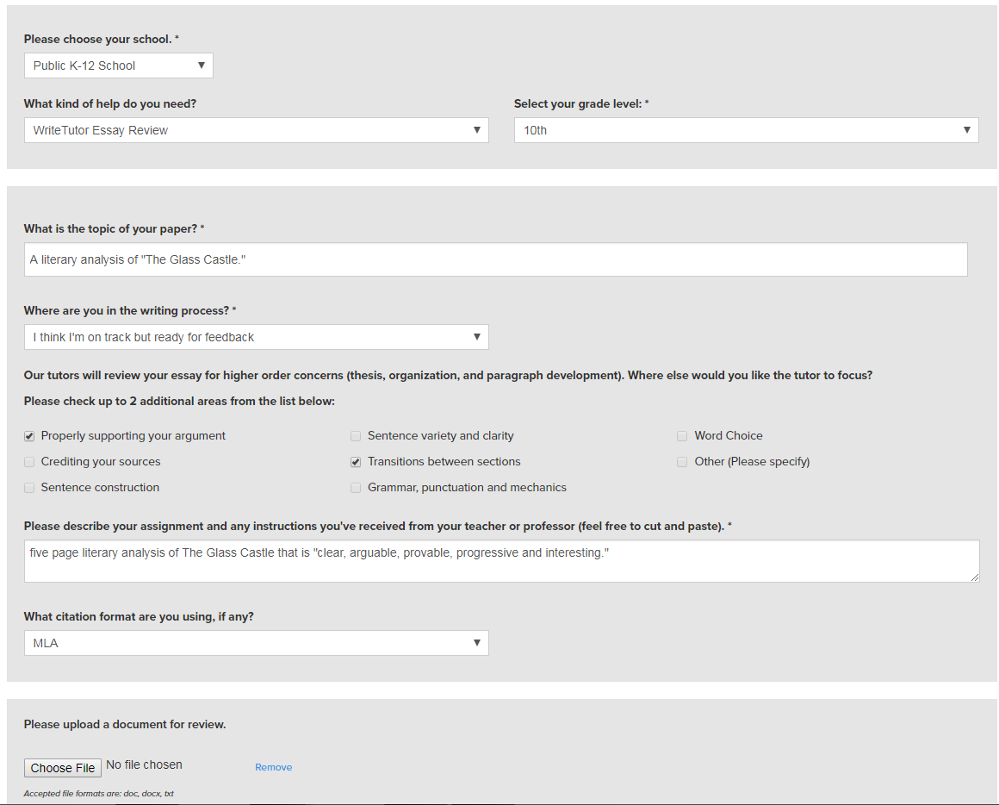 Please choose your school. *
Public K-12 School
What kind of help do you need?
Select your grade level: *
WriteTutor Essay Review
10th
What is the topic of your paper? *
A literary analysis of "The Glass Castle."
Where are you in the writing process? *
I think I'm on track but ready for feedback
Our tutors will review your essay for higher order concerns (thesis, organization, and paragraph development). Where else would you like the tutor to focus?
Please check up to 2 additional areas from the list below:
Properly supporting your argument
Sentence variety and clarity
Word Choice
Crediting your sources
Transitions between sections
Other (Please specify)
Sentence construction
Grammar, punctuation and mechanics
Please describe your assignment and any instructions you've received from your teacher or professor (feel free to cut and paste). *
five page literary analysis of The Glass Castle that is "clear, arguable, provable, progressive and interesting."
What citation format are you using, if any?
MLA
Please upload a document for review.
Choose File No file chosen
Remove
Accepted file formats are: doc, docx, txt